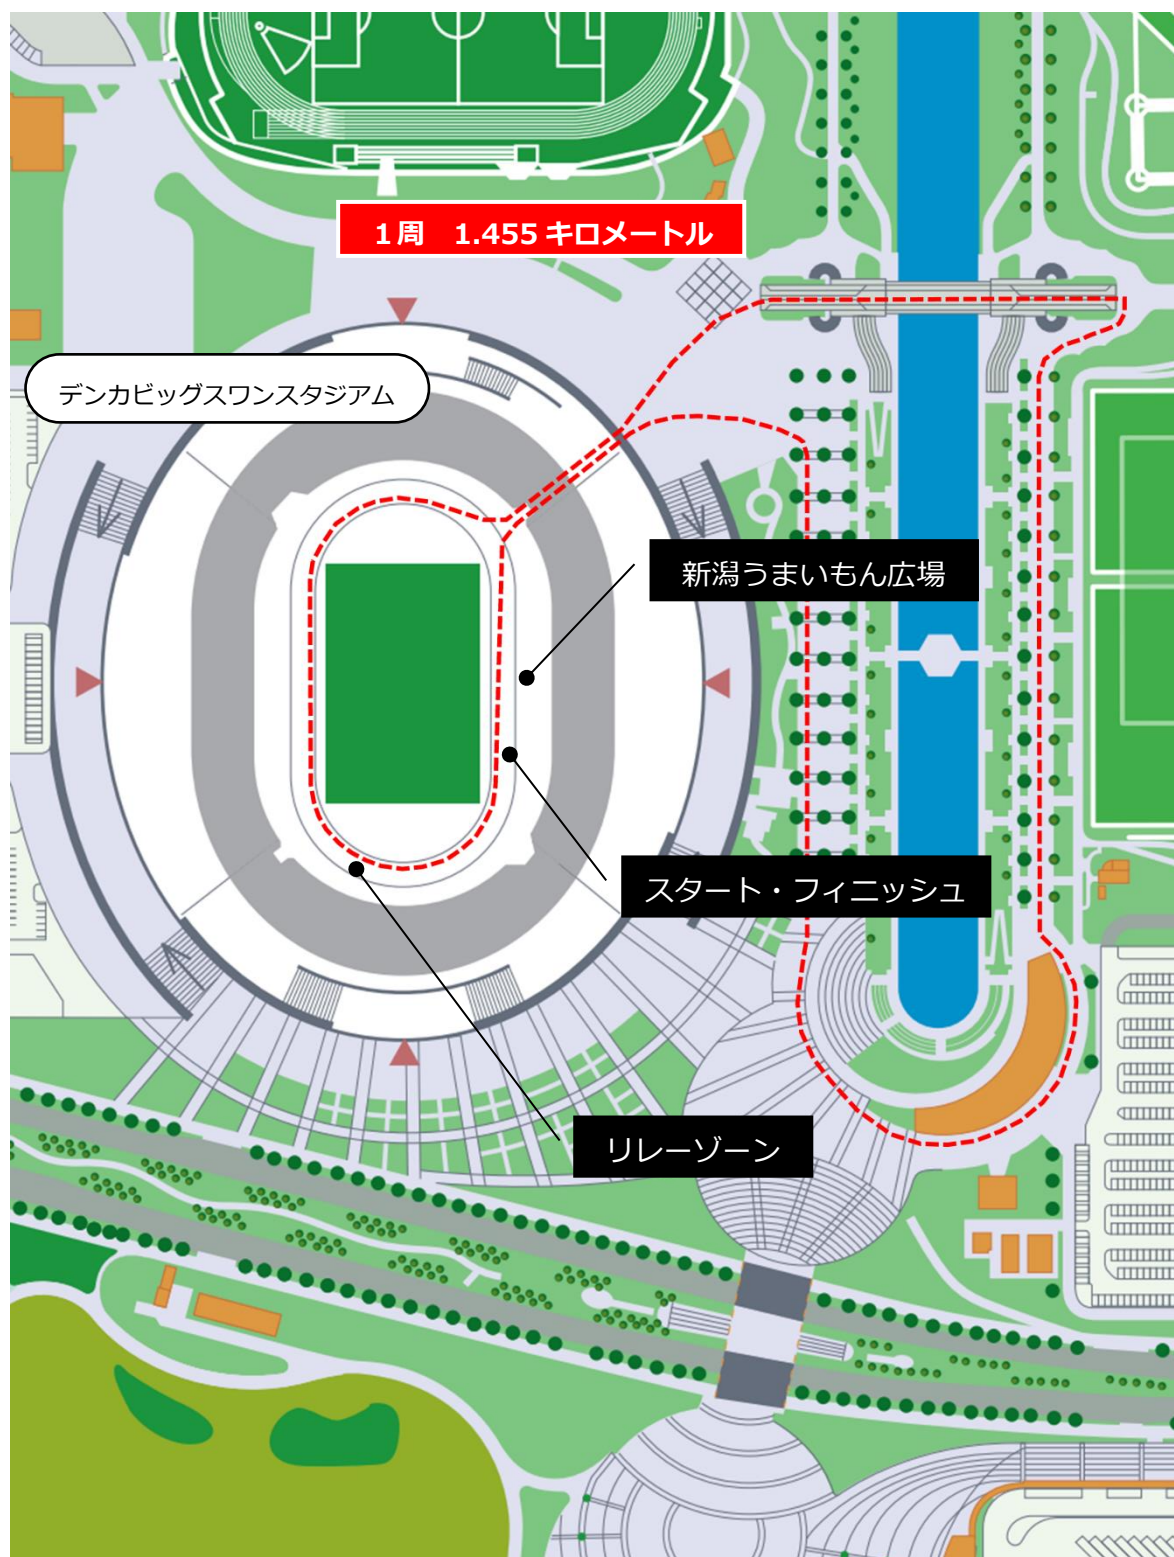 1周　1.455キロメートル
デンカビッグスワンスタジアム
新潟うまいもん広場
スタート・フィニッシュ
リレーゾーン